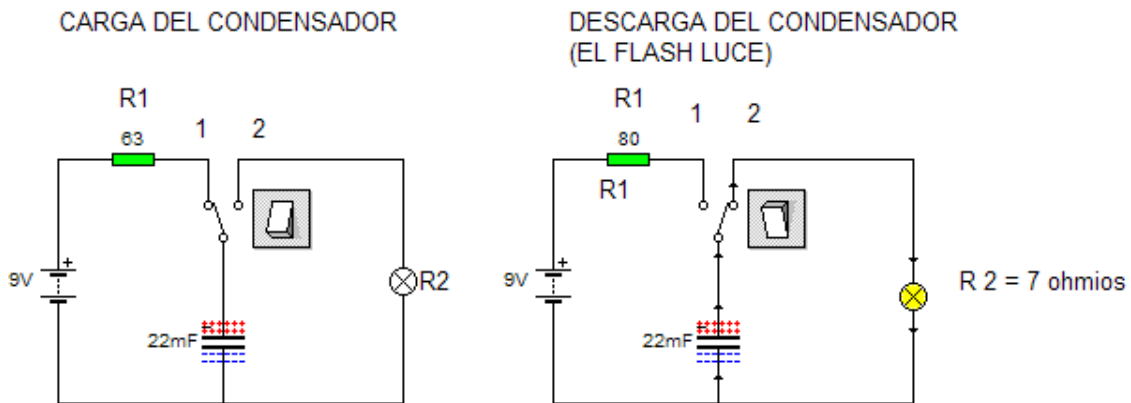 CARGA DEL CONDENSADOR
R1
63
1 2
9V
+
R2
22mF
DESCARGA DEL CONDENSADOR
(EL FLASH LUCE)
R1
1 2
80
R1
9V
+
R 2 = 7 ohmios
22mF